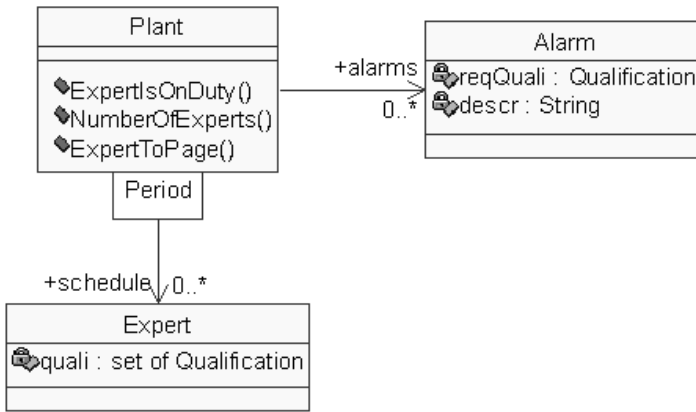 Plant
ExpertIsOnDuty()
NumberOfExperts()
ExpertToPage()
Period
+alarms
0..*
Alarm
reqQuali : Qualification
descr : String
+schedule
0..*
Expert
quali : set of Qualification